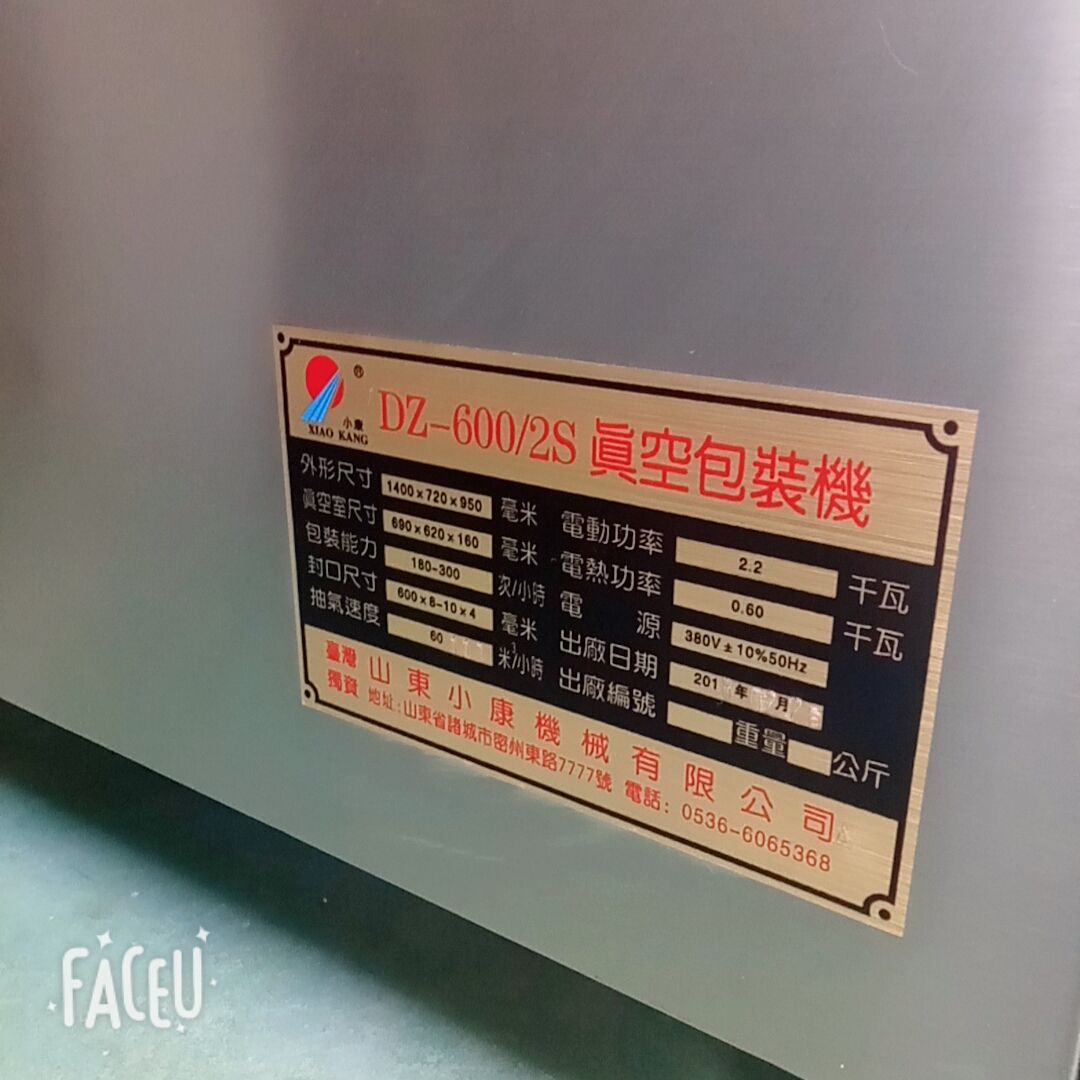 ®
小康
XIAO KANG
DZ-600/2S 眞空包裝機
外形尺寸 1400×720×950 毫米
眞空室尺寸 690×620×160 毫米
包裝能力 180-300 次/小時
封口尺寸 600×8-10×4 毫米
抽氣速度 60 米³/小時
電動功率 2.2 千瓦
電熱功率 0.60 千瓦
電源 380V±10%50Hz
出廠日期 201 年 月
出廠編號 重量 公斤
臺灣獨資 山東小康機械有限公司
地址:山東省諸城市密州東路7777號 電話: 0536-6065368
FACEU